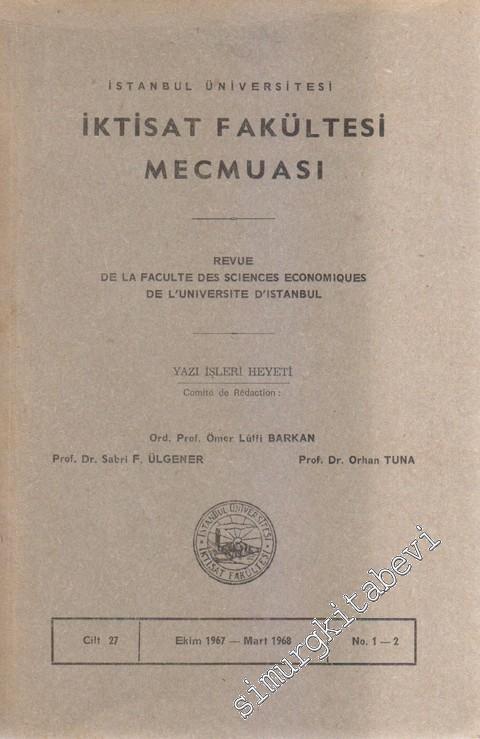 İSTANBUL ÜNİVERSİTESİ
İKTİSAT FAKÜLTESİ
MECMUASI
REVUE
DE LA FACULTE DES SCIENCES ECONOMIQUES
DE L'UNIVERSITE D'ISTANBUL
YAZI İŞLERİ HEYETİ
Comité de Rédaction :
Ord. Prof. Ömer Lûtfi BARKAN
Prof. Dr. Sabri F. ÜLGENER Prof. Dr. Orhan TUNA
İSTANBUL ÜNİVERSİTESİ
İKTİSAT FAKÜLTESİ
Cilt 27 Ekim 1967 — Mart 1968 No. 1 — 2
simurgkitabevi